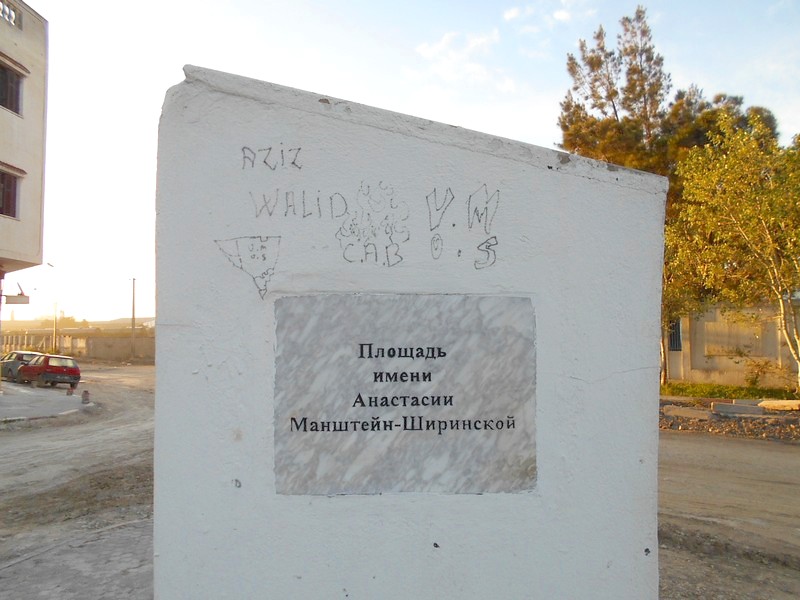 AZIZ
WALID
V.M
C.A.B
O.S
Площадь
имени
Анастасии
Манштейн-Ширинской